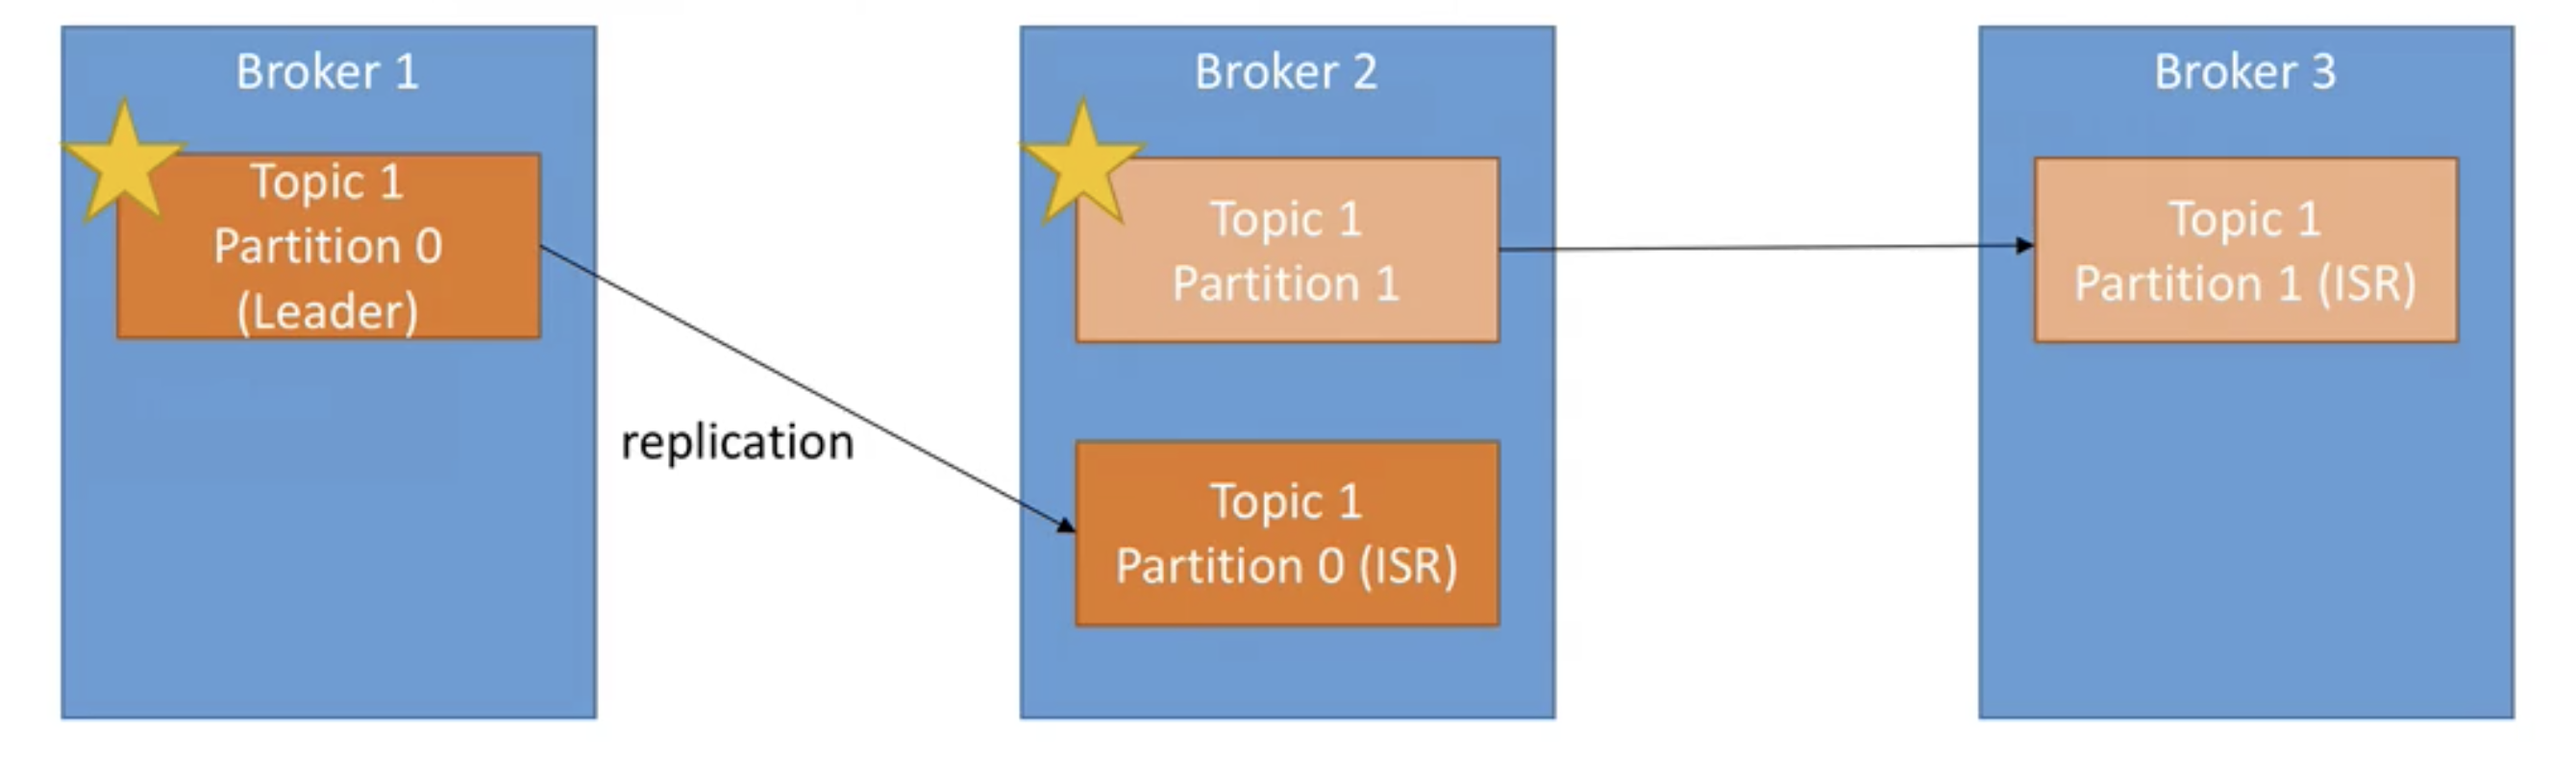 Broker 1
Topic 1
Partition 0
(Leader)
replication
Broker 2
Topic 1
Partition 1
Topic 1
Partition 0 (ISR)
Broker 3
Topic 1
Partition 1 (ISR)